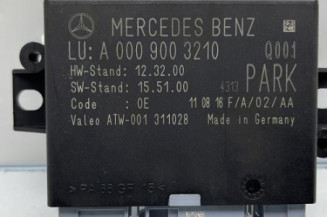 MERCEDES BENZ
LU: A 000 900 3210 Q001
HW-Stand: 12.32.00
SW-Stand: 15.51.00 4313 PARK
Code : 0E 11 08 16 F/A/02/AA
Valeo ATW-001 311028 Made in Germany